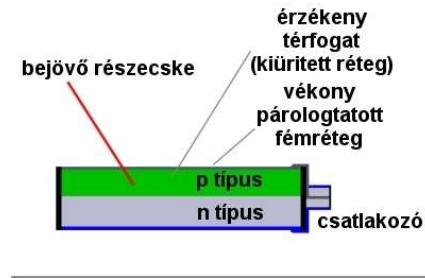 érzékeny
térfogat
(kiürített réteg)
bejövő részecske
vékony
párologtatott
fémréteg
p típus
n típus
csatlakozó